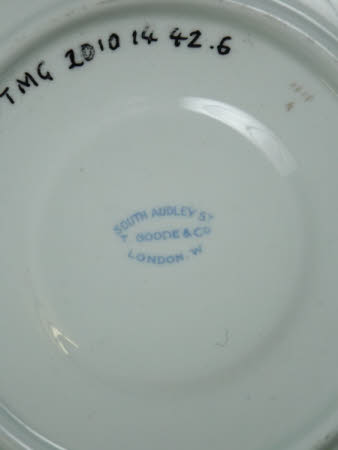 TMG 2010 14 42.6
SOUTH AUDLEY ST
GOODE & Co
LONDON. W